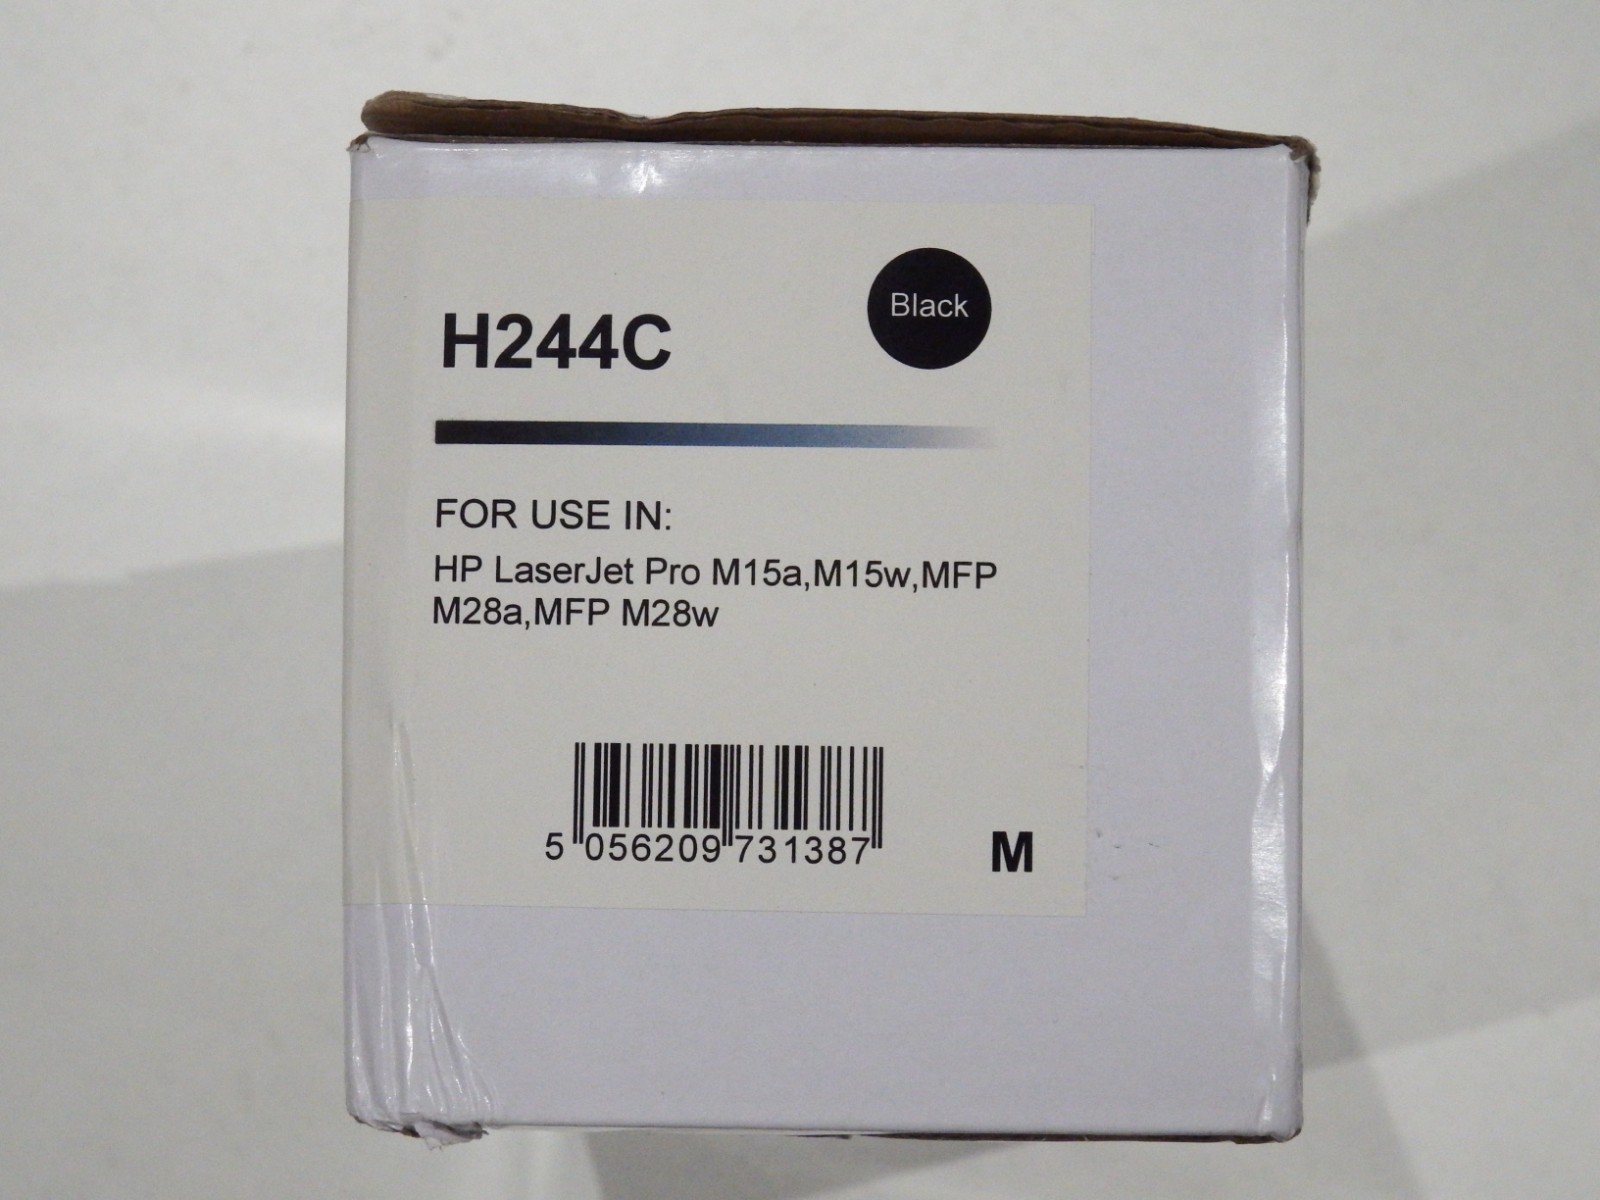 Black
H244C
FOR USE IN:
HP LaserJet Pro M15a,M15w,MFP
M28a,MFP M28w
5 056209 731387
M